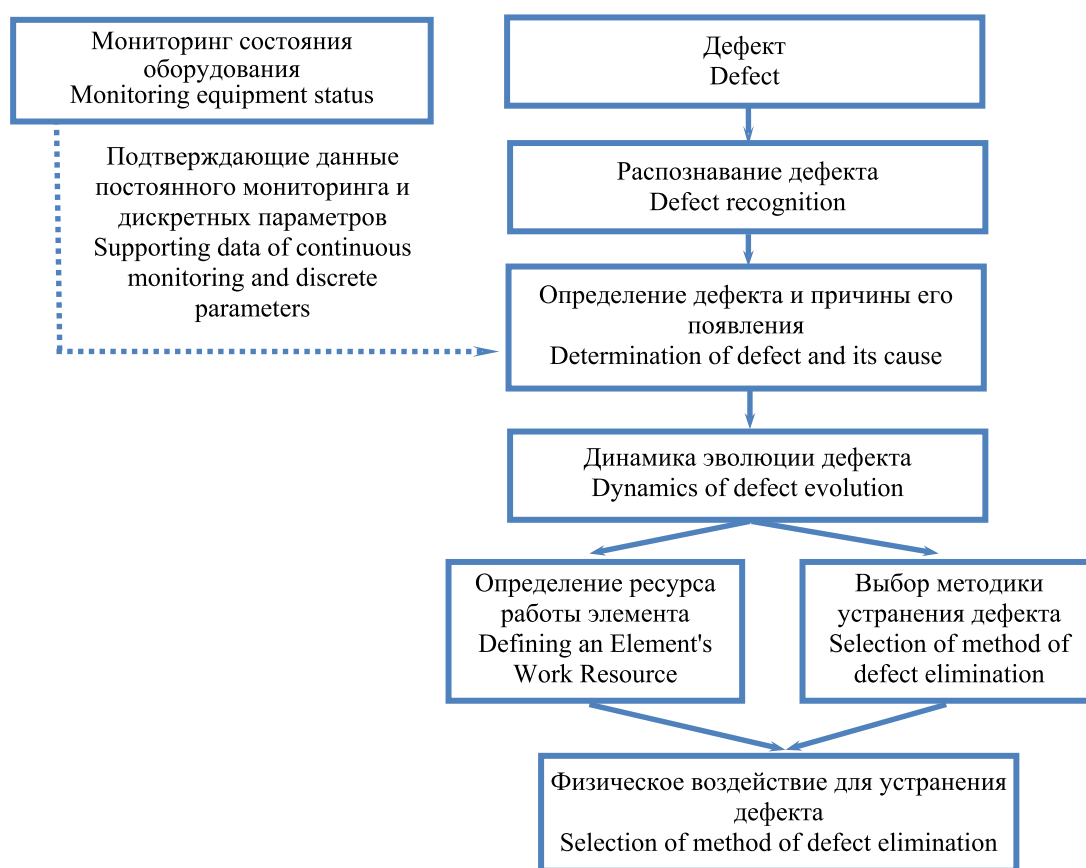 Мониторинг состояния
оборудования
Monitoring equipment status
Дефект
Defect
Подтверждающие данные
постоянного мониторинга и
дискретных параметров
Supporting data of continuous
monitoring and discrete
parameters
Распознавание дефекта
Defect recognition
Определение дефекта и причины его
появления
Determination of defect and its cause
Динамика эволюции дефекта
Dynamics of defect evolution
Определение ресурса
работы элемента
Defining an Element's
Work Resource
Выбор методики
устранения дефекта
Selection of method of
defect elimination
Физическое воздействие для устранения
дефекта
Selection of method of defect elimination